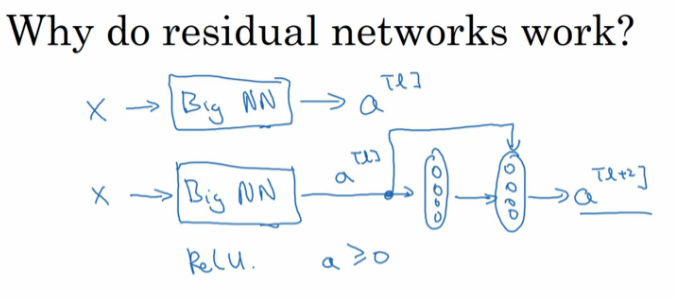 Why do residual networks work?
X → Big NN → a^[l]
X → Big NN a^[l] → → → a^[l+2]
ReLU. a ≥ 0